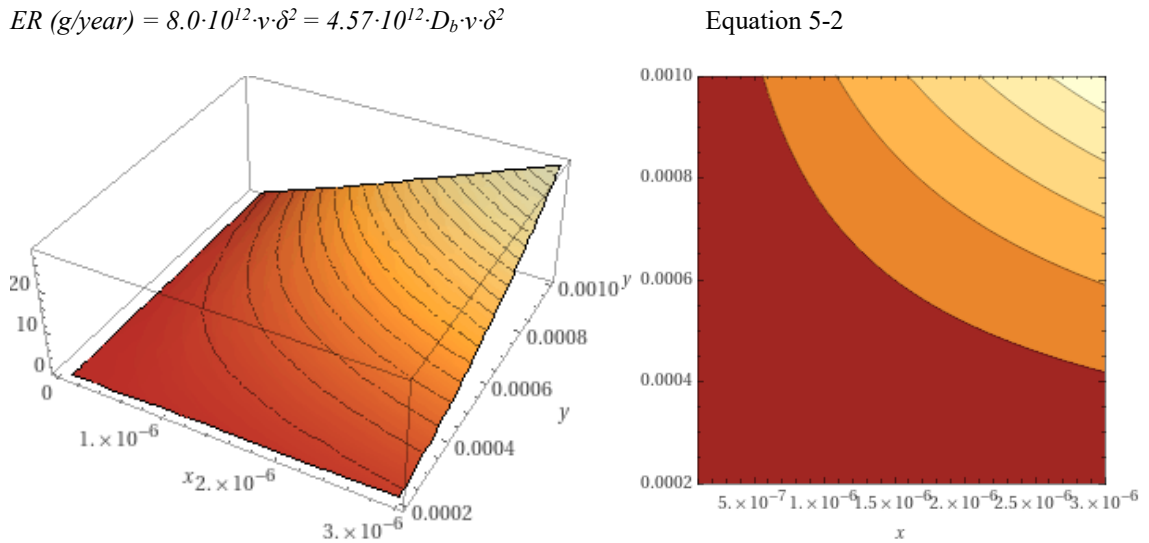 ER (g/year) = 8.0·10¹²·ν·δ² = 4.57·10¹²·D_b·ν·δ² Equation 5-2
20
10
0
0
1.×10⁻⁶
x
2.×10⁻⁶
3.×10⁻⁶
0.0002
0.0004
0.0006
0.0008
0.0010
y
0.0010
0.0008
y
0.0006
0.0004
0.0002
5.×10⁻⁷ 1.×10⁻⁶ 1.5×10⁻⁶ 2.×10⁻⁶ 2.5×10⁻⁶ 3.×10⁻⁶
x